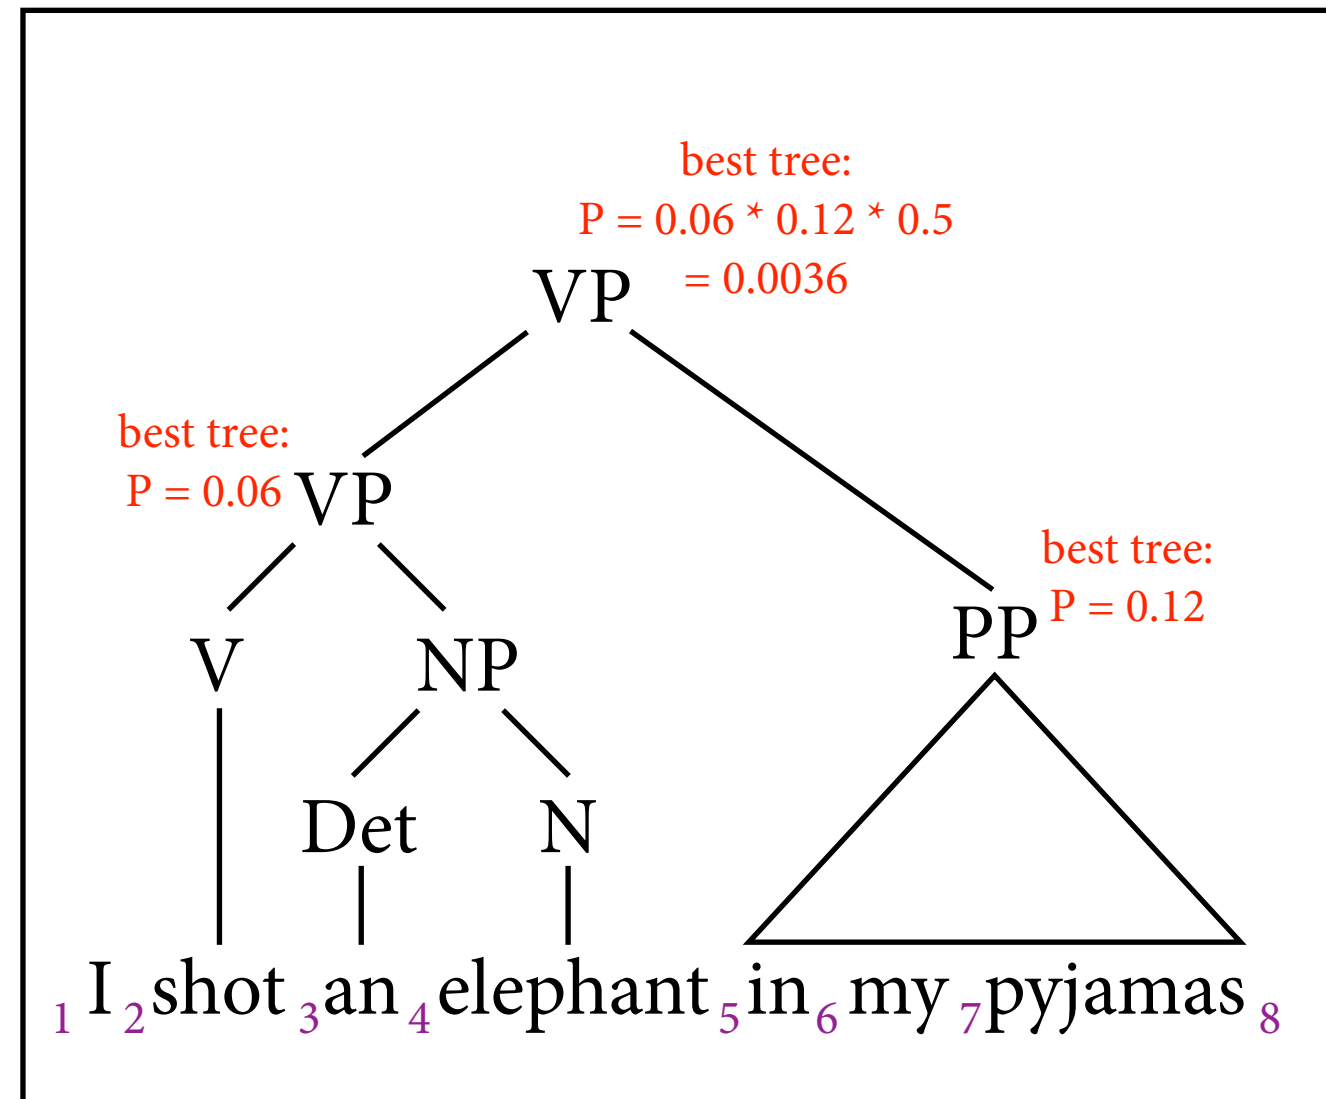 best tree:
P = 0.06 * 0.12 * 0.5
= 0.0036
VP
best tree:
P = 0.06 VP
best tree:
PP P = 0.12
V NP
Det N
1 I 2 shot 3 an 4 elephant 5 in 6 my 7 pyjamas 8